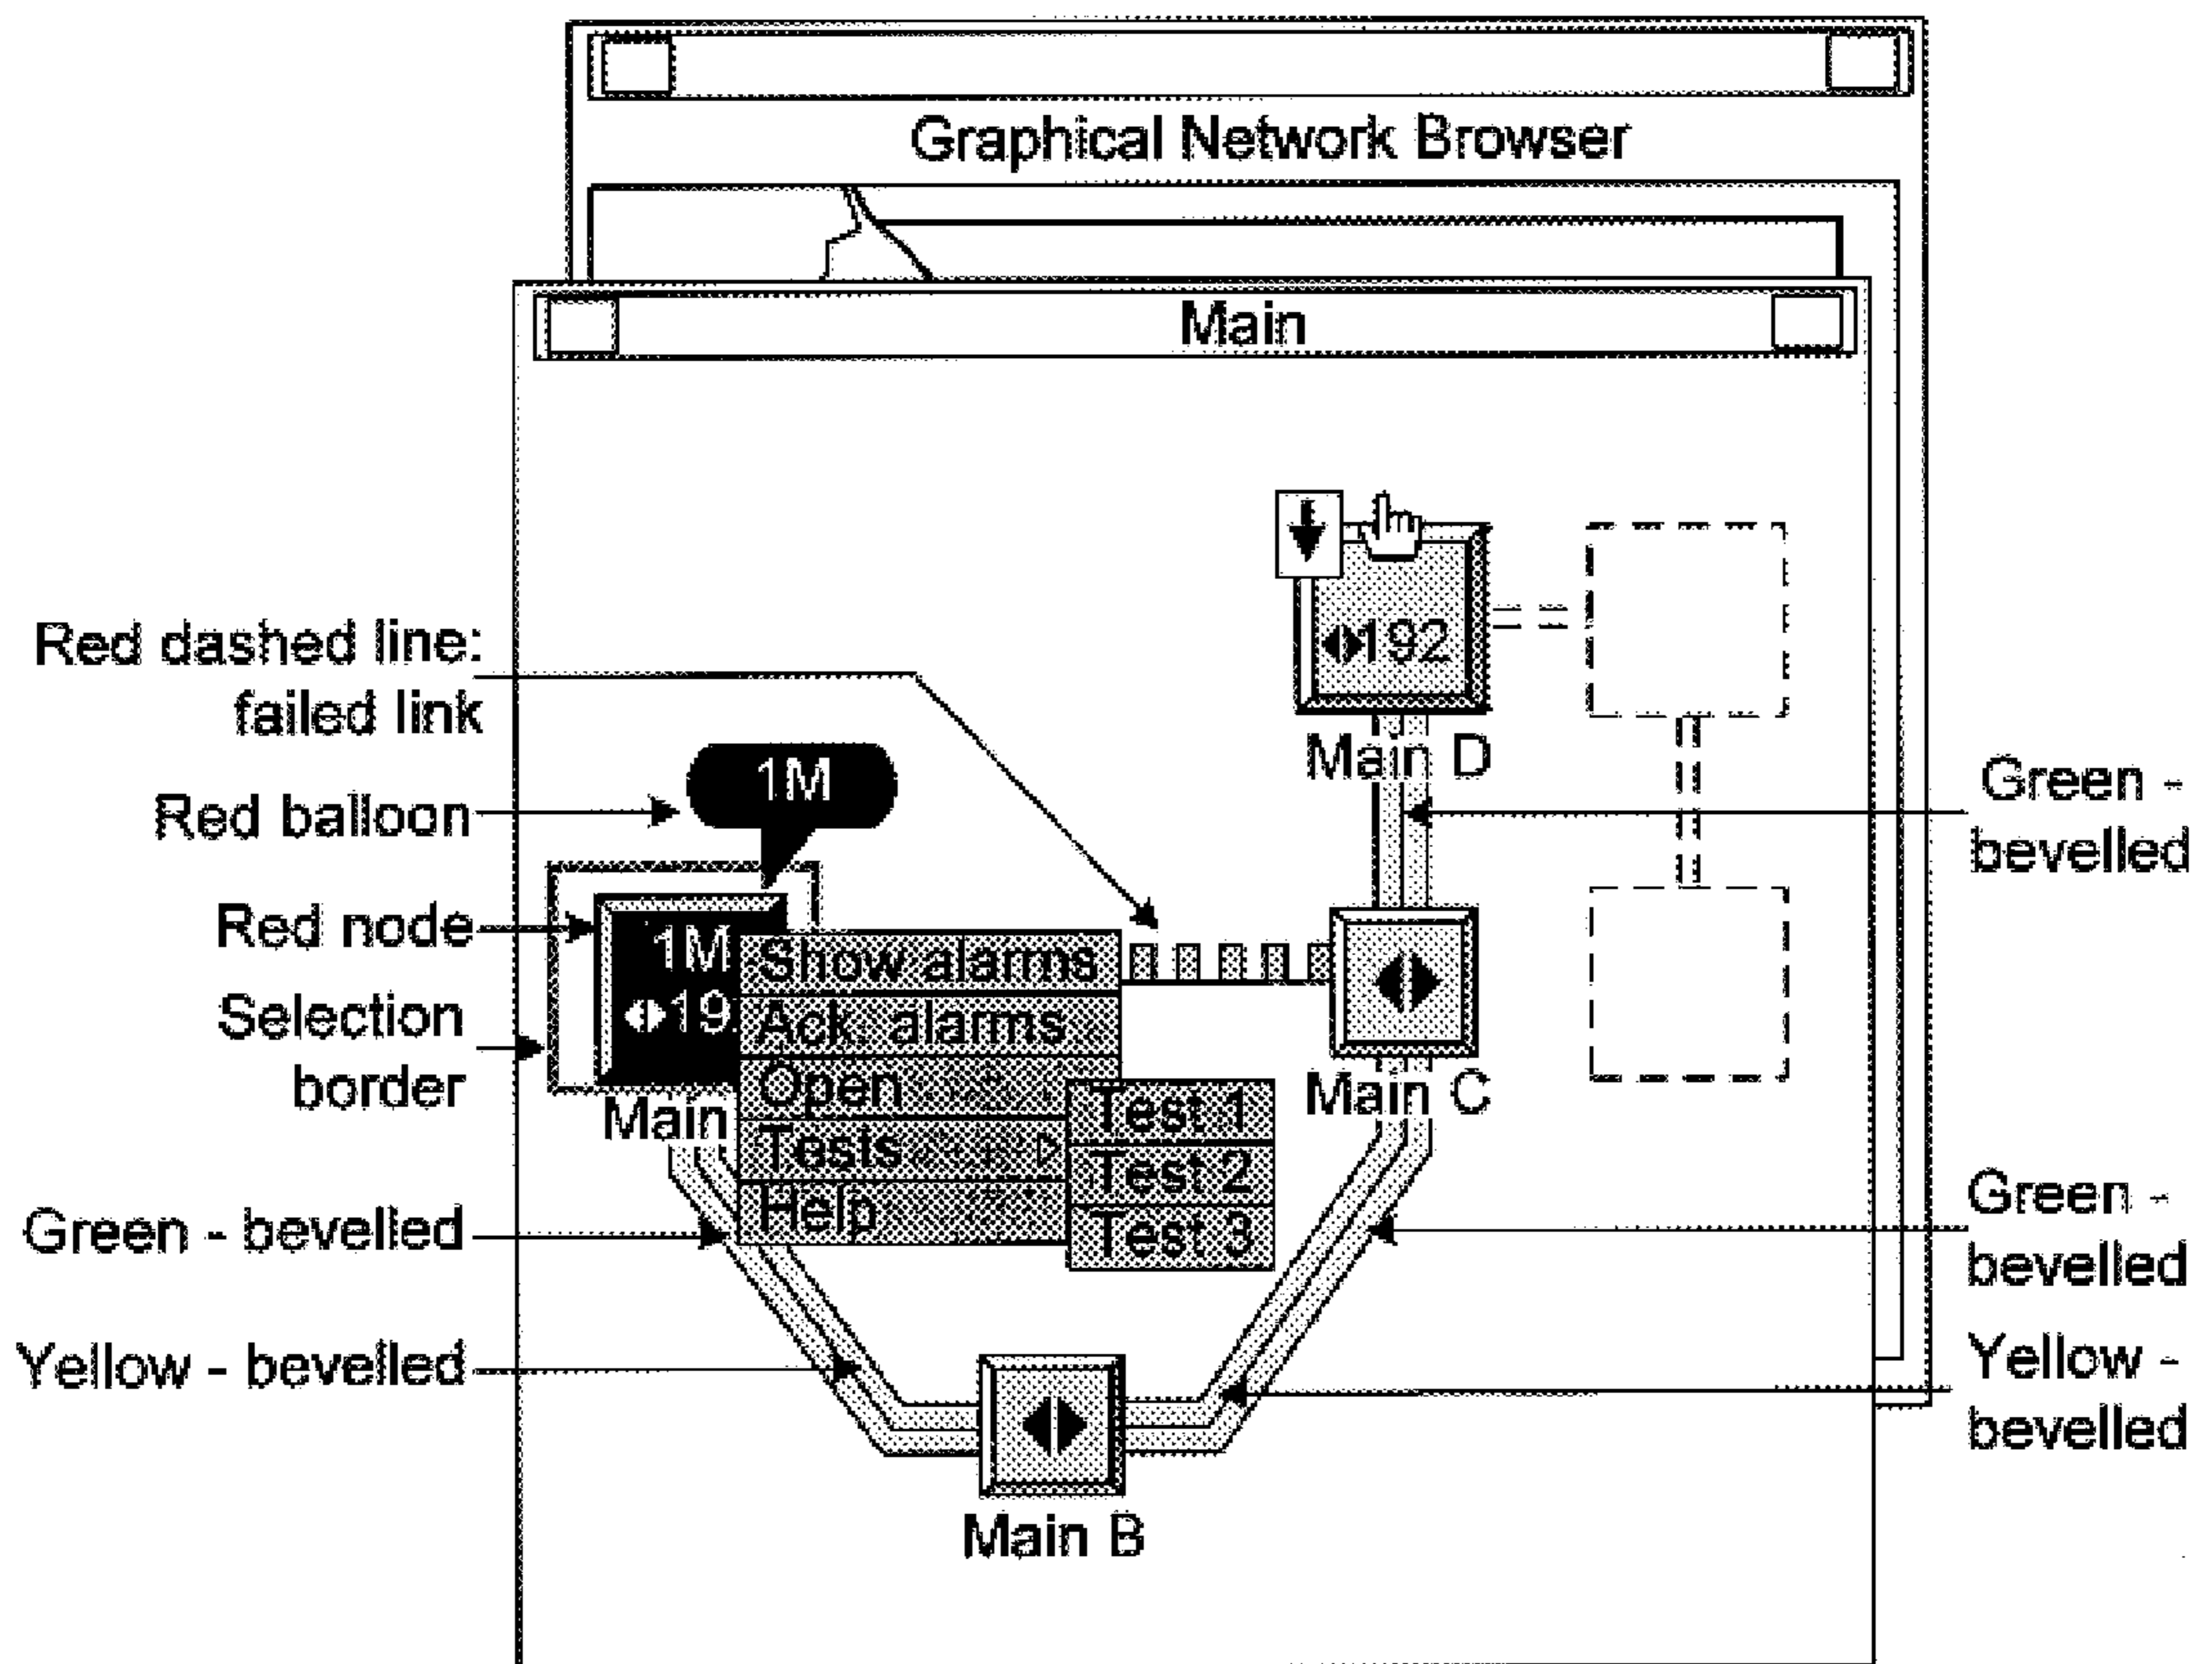 Graphical Network Browser
Main
192
Main D
Red dashed line:
failed link
1M
Red balloon
Green -
bevelled
Red node
1M
19
Selection
border
Main
Show alarms
Ack. alarms
Open
Tests
Help
Test 1
Test 2
Test 3
Main C
Green - bevelled
Green -
bevelled
Yellow - bevelled
Yellow -
bevelled
Main B